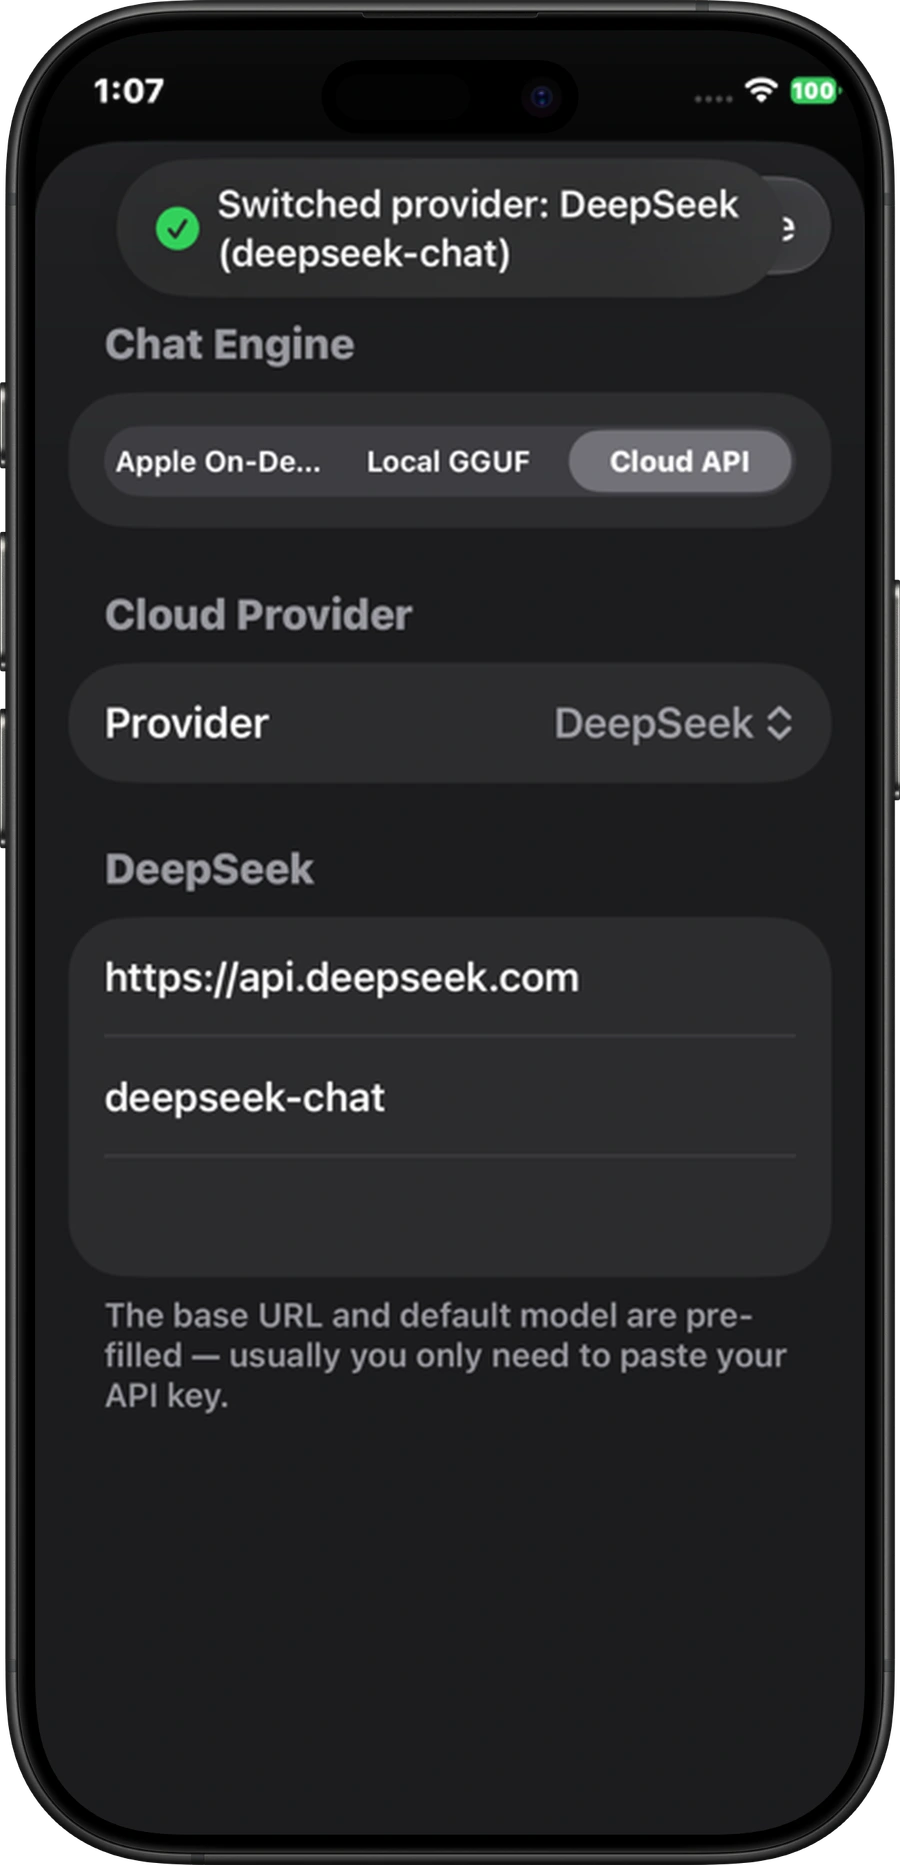 1:07
100
Switched provider: DeepSeek
(deepseek-chat)
Chat Engine
Apple On-De...
Local GGUF
Cloud API
Cloud Provider
Provider
DeepSeek
DeepSeek
https://api.deepseek.com
deepseek-chat
The base URL and default model are pre-
filled — usually you only need to paste your
API key.